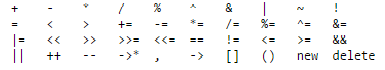 + - * / % ^ & | ~ !
= < > += -= *= /= %= ^= &=
|= << >> >>= <<= == != <= >= &&
|| ++ -- ->* , -> [] () new delete